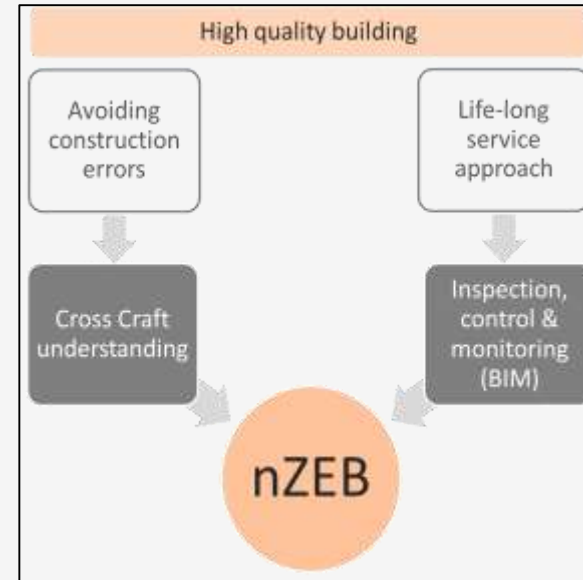 High quality building
Avoiding
construction
errors
Life-long
service
approach
Cross Craft
understanding
Inspection,
control &
monitoring
(BIM)
nZEB